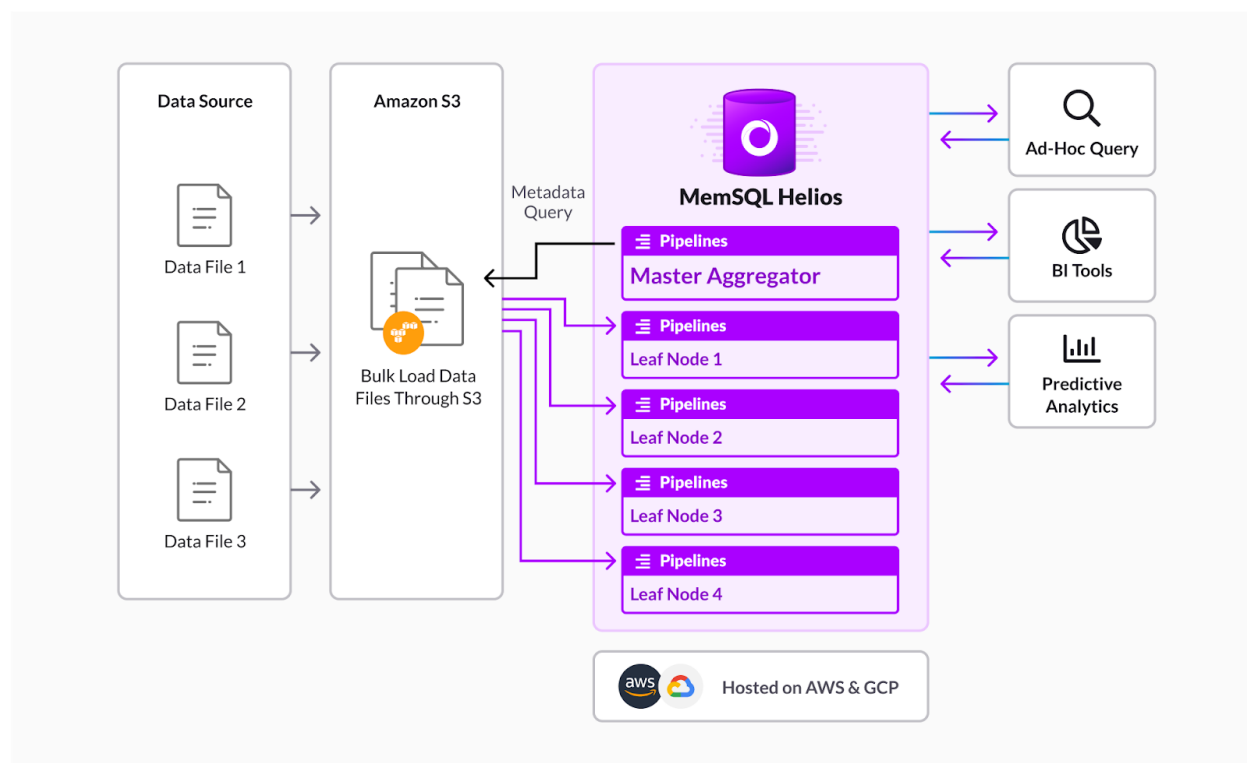 Data Source
Data File 1
Data File 2
Data File 3
Amazon S3
Bulk Load Data
Files Through S3
Metadata
Query
MemSQL Helios
Pipelines
Master Aggregator
Pipelines
Leaf Node 1
Pipelines
Leaf Node 2
Pipelines
Leaf Node 3
Pipelines
Leaf Node 4
Ad-Hoc Query
BI Tools
Predictive
Analytics
aws
Hosted on AWS & GCP